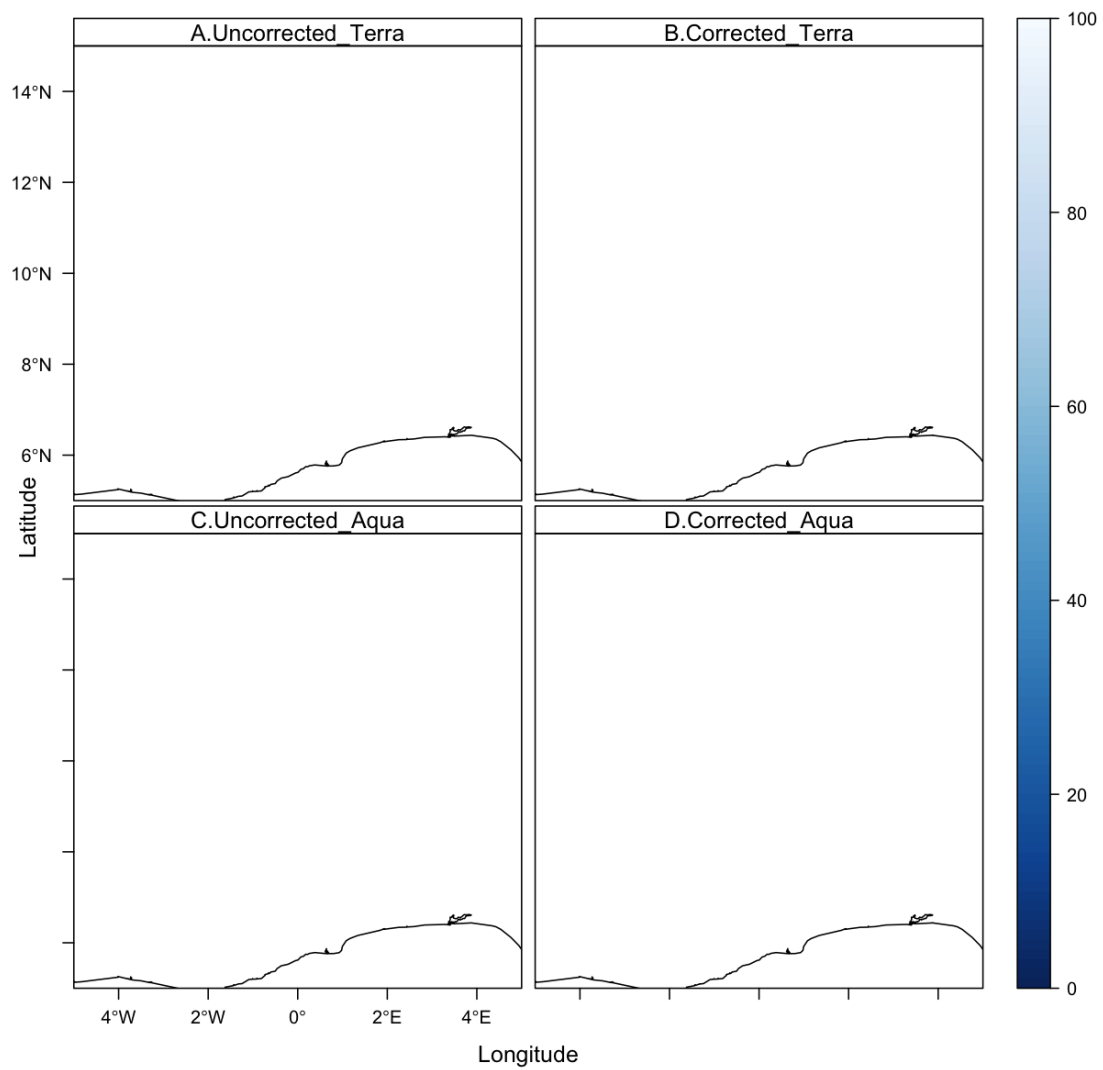 A.Uncorrected_Terra
B.Corrected_Terra
14°N
12°N
10°N
8°N
6°N
Latitude
C.Uncorrected_Aqua
D.Corrected_Aqua
4°W
2°W
0°
2°E
4°E
Longitude
100
80
60
40
20
0